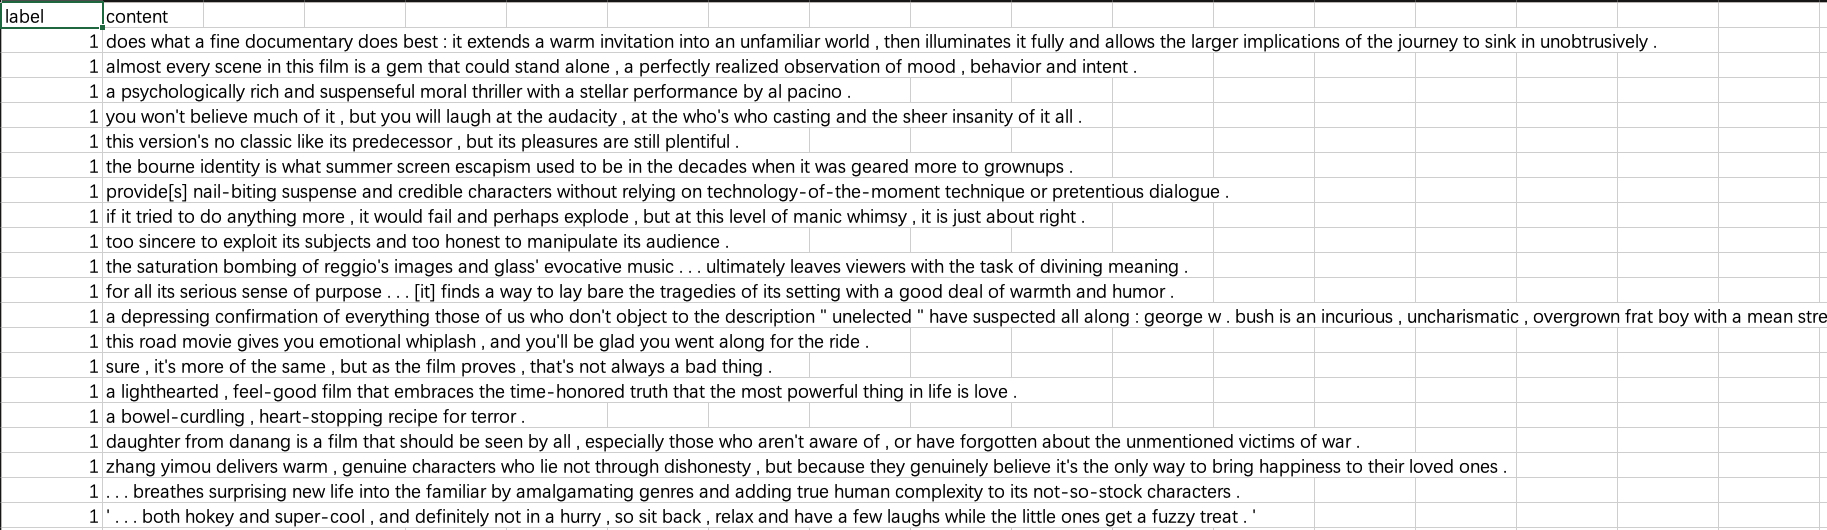 label content
1 does what a fine documentary does best : it extends a warm invitation into an unfamiliar world , then illuminates it fully and allows the larger implications of the journey to sink in unobtrusively .
1 almost every scene in this film is a gem that could stand alone , a perfectly realized observation of mood , behavior and intent .
1 a psychologically rich and suspenseful moral thriller with a stellar performance by al pacino .
1 you won't believe much of it , but you will laugh at the audacity , at the who's who casting and the sheer insanity of it all .
1 this version's no classic like its predecessor , but its pleasures are still plentiful .
1 the bourne identity is what summer screen escapism used to be in the decades when it was geared more to grownups .
1 provide[s] nail-biting suspense and credible characters without relying on technology-of-the-moment technique or pretentious dialogue .
1 if it tried to do anything more , it would fail and perhaps explode , but at this level of manic whimsy , it is just about right .
1 too sincere to exploit its subjects and too honest to manipulate its audience .
1 the saturation bombing of reggio's images and glass' evocative music . . . ultimately leaves viewers with the task of divining meaning .
1 for all its serious sense of purpose . . . [it] finds a way to lay bare the tragedies of its setting with a good deal of warmth and humor .
1 a depressing confirmation of everything those of us who don't object to the description " unelected " have suspected all along : george w . bush is an incurious , uncharismatic , overgrown frat boy with a mean stre
1 this road movie gives you emotional whiplash , and you'll be glad you went along for the ride .
1 sure , it's more of the same , but as the film proves , that's not always a bad thing .
1 a lighthearted , feel-good film that embraces the time-honored truth that the most powerful thing in life is love .
1 a bowel-curdling , heart-stopping recipe for terror .
1 daughter from danang is a film that should be seen by all , especially those who aren't aware of , or have forgotten about the unmentioned victims of war .
1 zhang yimou delivers warm , genuine characters who lie not through dishonesty , but because they genuinely believe it's the only way to bring happiness to their loved ones .
1 . . . breathes surprising new life into the familiar by amalgamating genres and adding true human complexity to its not-so-stock characters .
1 ' . . . both hokey and super-cool , and definitely not in a hurry , so sit back , relax and have a few laughs while the little ones get a fuzzy treat . '